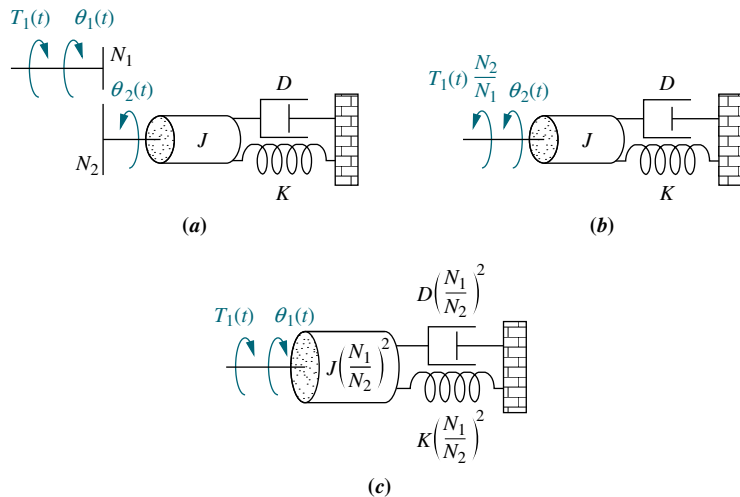 T₁(t) θ₁(t)
N₁
θ₂(t)
N₂
J
D
K
(a)
T₁(t) N₂/N₁ θ₂(t)
J
D
K
(b)
T₁(t) θ₁(t)
J(N₁/N₂)²
D(N₁/N₂)²
K(N₁/N₂)²
(c)